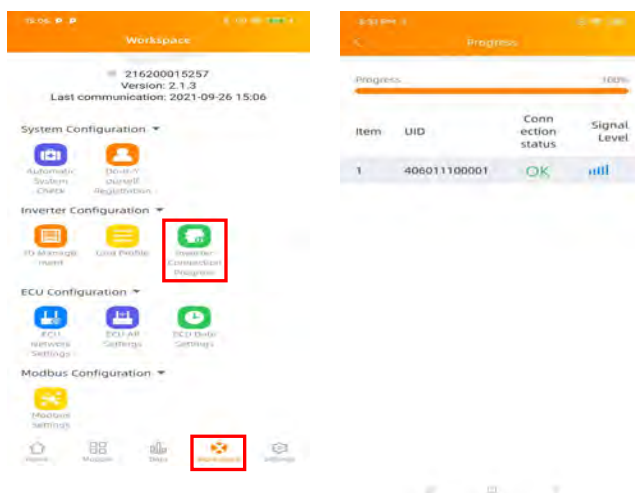 15:06
Workspace
216200015257
Version: 2.1.3
Last communication: 2021-09-26 15:06
System Configuration
Automatic
System
Check
Do-It-Y
ourself
Registration
Inverter Configuration
ID Manage
ment
Grid Profile
Inverter
Connection
Progress
ECU Configuration
ECU
Network
Settings
ECU AP
Settings
ECU Date
Settings
Modbus Configuration
Modbus
Settings
Home
Module
Data
Workspace
Settings
Progress
Progress
100%
Item
UID
Conn
ection
status
Signal
Level
1
406011100001
OK